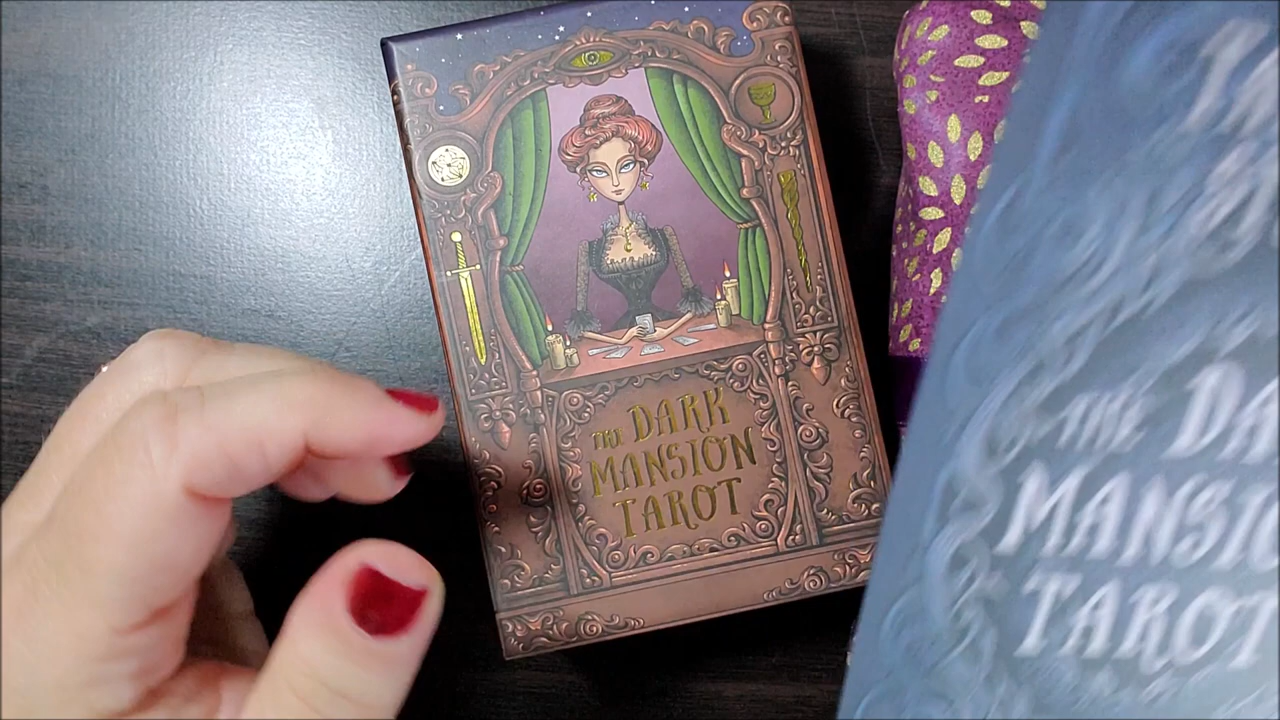 THE DARK
MANSION
TAROT
THE DA
MANSIO
TAROT